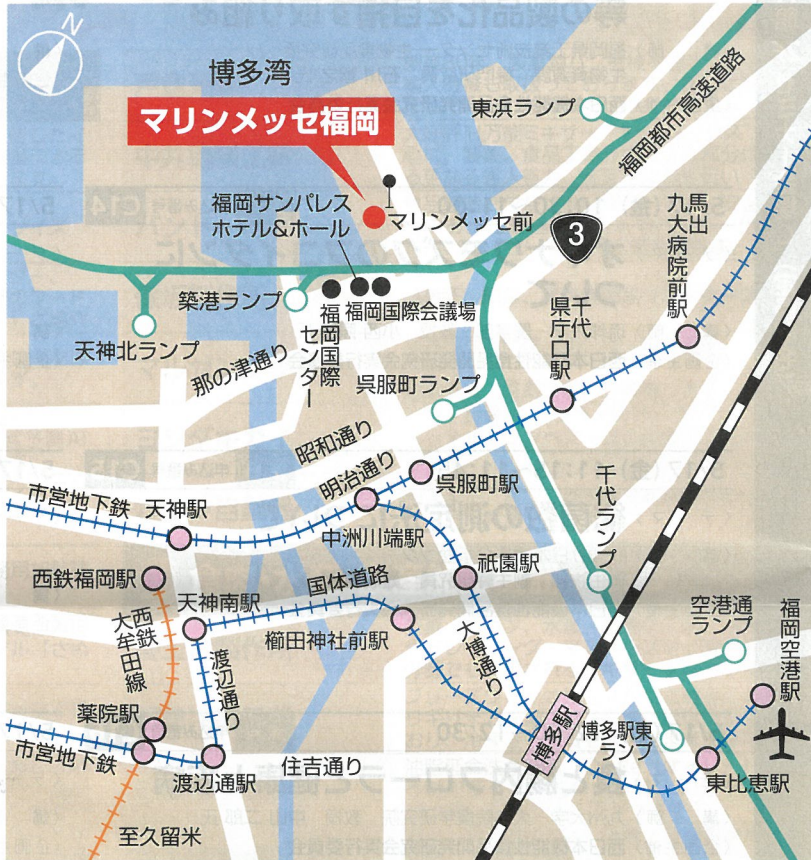 N
博多湾
マリンメッセ福岡
東浜ランプ
福岡都市高速道路
福岡サンパレス
ホテル&ホール
マリンメッセ前
3
馬出
九大病院前駅
築港ランプ
福岡国際
センター
福岡国際会議場
千代
県庁口駅
天神北ランプ
那の津通り
呉服町ランプ
昭和通り
明治通り
呉服町駅
市営地下鉄
天神駅
中洲川端駅
千代ランプ
西鉄福岡駅
国体道路
祇園駅
天神南駅
西鉄
大牟田線
櫛田神社前駅
大博通り
空港通
ランプ
福岡空港駅
渡辺通り
薬院駅
博多駅
博多駅東
ランプ
市営地下鉄
渡辺通駅
住吉通り
東比恵駅
至久留米